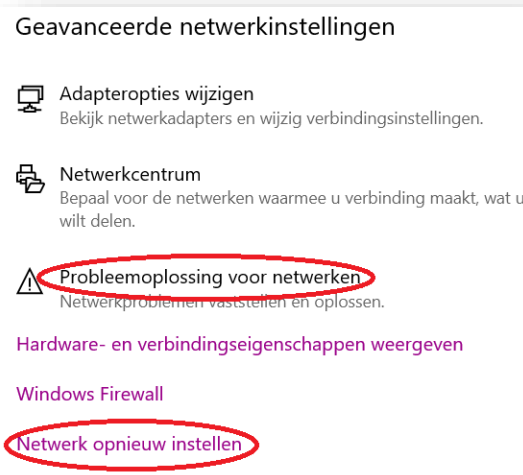 Geavanceerde netwerkinstellingen
Adapteropties wijzigen
Bekijk netwerkadapters en wijzig verbindingsinstellingen.
Netwerkcentrum
Bepaal voor de netwerken waarmee u verbinding maakt, wat u
wilt delen.
Probleemoplossing voor netwerken
Netwerkproblemen vaststellen en oplossen.
Hardware- en verbindingseigenschappen weergeven
Windows Firewall
Netwerk opnieuw instellen